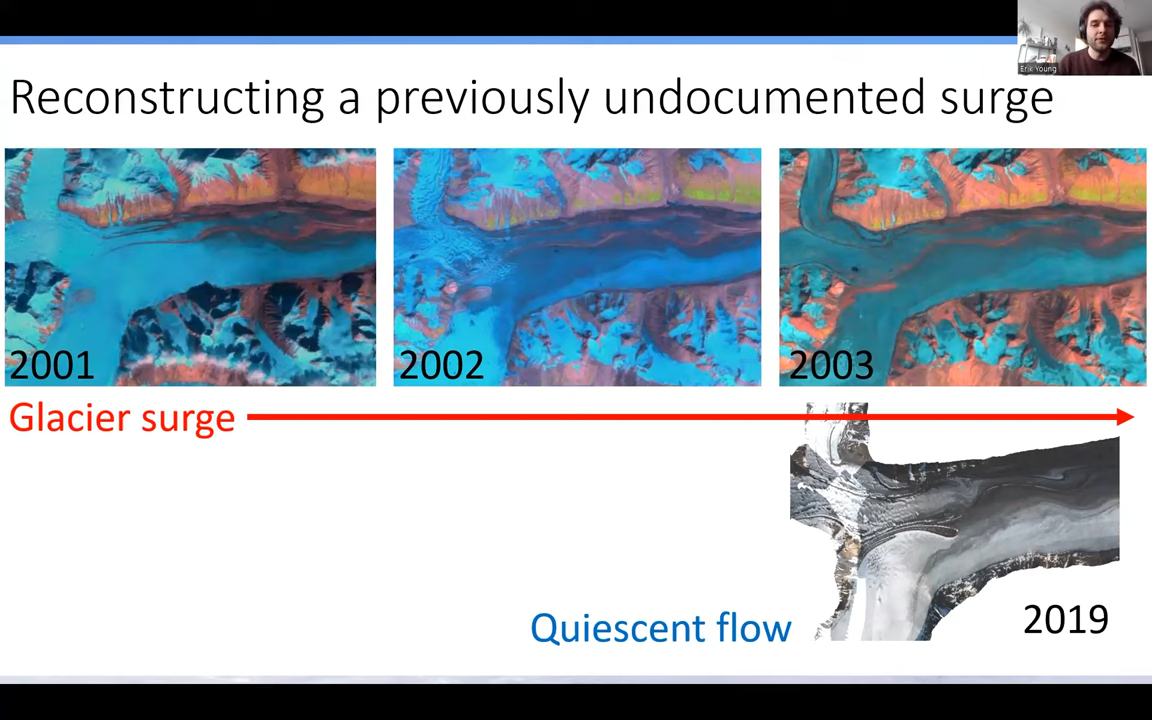 Erik Young
Reconstructing a previously undocumented surge
2001
2002
2003
Glacier surge
Quiescent flow
2019